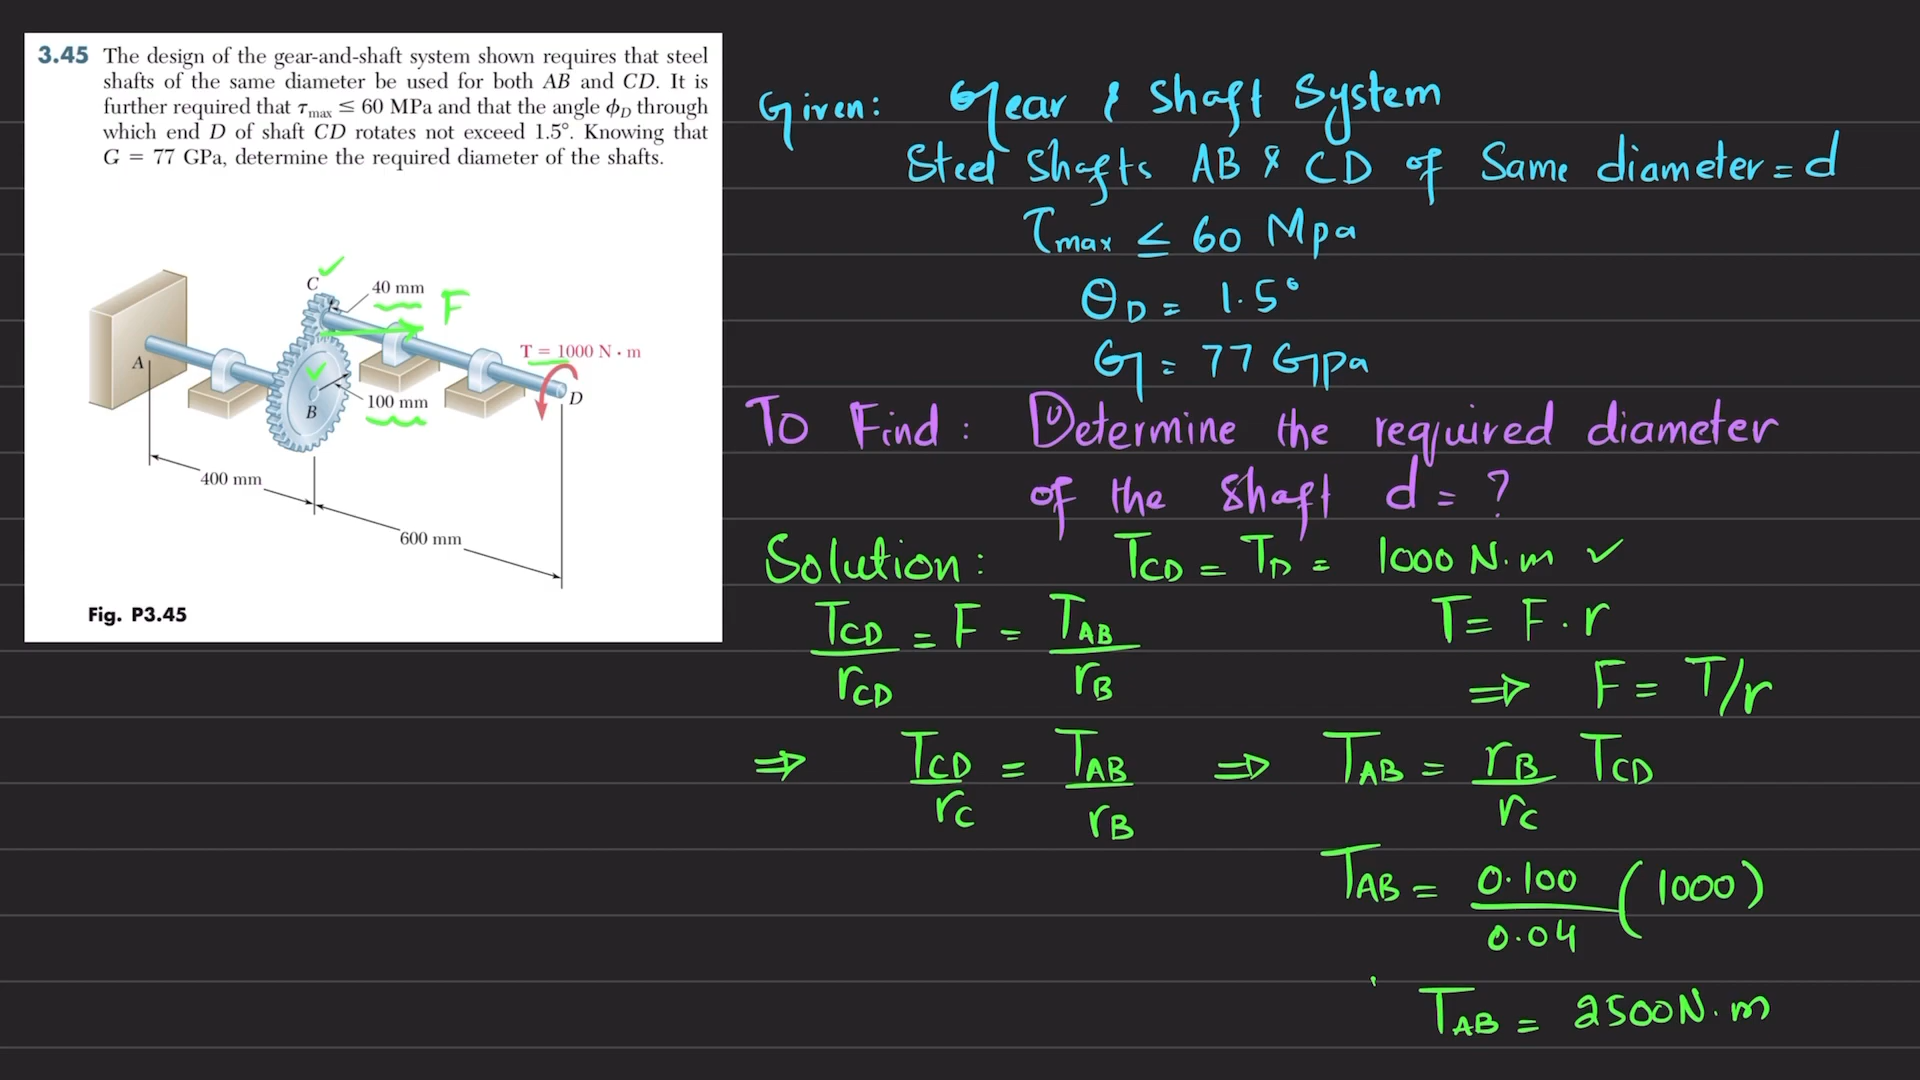 3.45 The design of the gear-and-shaft system shown requires that steel
shafts of the same diameter be used for both AB and CD. It is
further required that τmax ≤ 60 MPa and that the angle ϕD through
which end D of shaft CD rotates not exceed 1.5°. Knowing that
G = 77 GPa, determine the required diameter of the shafts.
C
40 mm
F
T = 1000 N · m
A
B
100 mm
D
400 mm
600 mm
Fig. P3.45
Given: Gear & Shaft System
Steel Shafts AB & CD of Same diameter = d
τmax ≤ 60 Mpa
θD = 1.5°
G = 77 Gpa
To Find: Determine the required diameter
of the shaft d = ?
Solution: TCD = TD = 1000 N.m ✓
TCD/rCD = F = TAB/rB
T = F.r
⇒ F = T/r
⇒ TCD/rC = TAB/rB ⇒ TAB = rB/rC TCD
TAB = 0.100/0.04 (1000)
TAB = 2500N.m